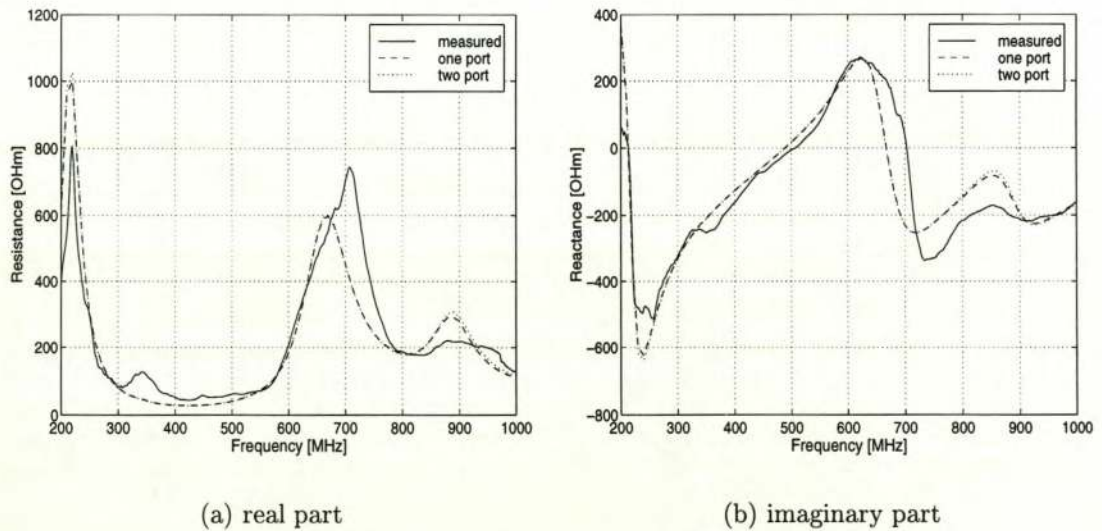 1200
1000
800
600
400
200
0
Resistance [OHm]
measured
one port
two port
200 300 400 500 600 700 800 900 1000
Frequency [MHz]
(a) real part
400
200
0
−200
−400
−600
−800
Reactance [OHm]
measured
one port
two port
200 300 400 500 600 700 800 900 1000
Frequency [MHz]
(b) imaginary part